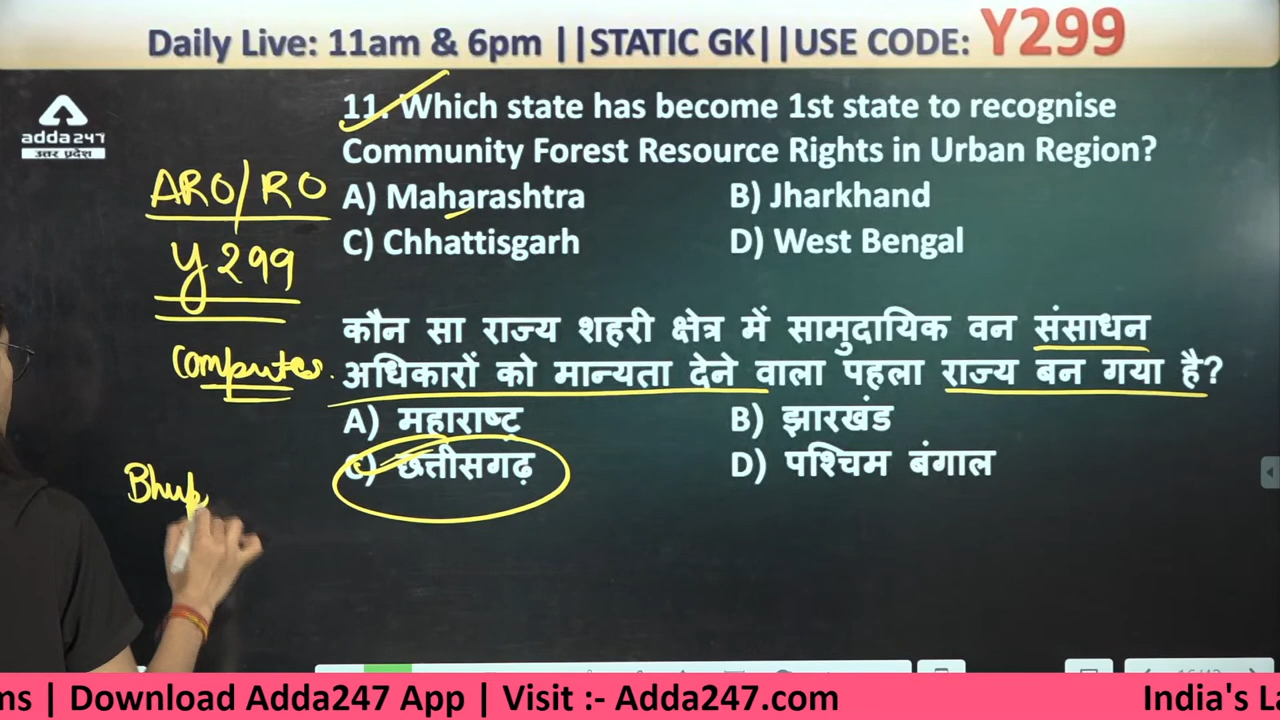 Daily Live: 11am & 6pm ||STATIC GK||USE CODE: Y299
adda247
उत्तर प्रदेश
11. Which state has become 1st state to recognise
Community Forest Resource Rights in Urban Region?
A) Maharashtra B) Jharkhand
C) Chhattisgarh D) West Bengal
ARO/RO
Y299
Computer.
कौन सा राज्य शहरी क्षेत्र में सामुदायिक वन संसाधन
अधिकारों को मान्यता देने वाला पहला राज्य बन गया है?
A) महाराष्ट्र B) झारखंड
C) छत्तीसगढ़ D) पश्चिम बंगाल
Bhup
ms | Download Adda247 App | Visit :- Adda247.com India's La